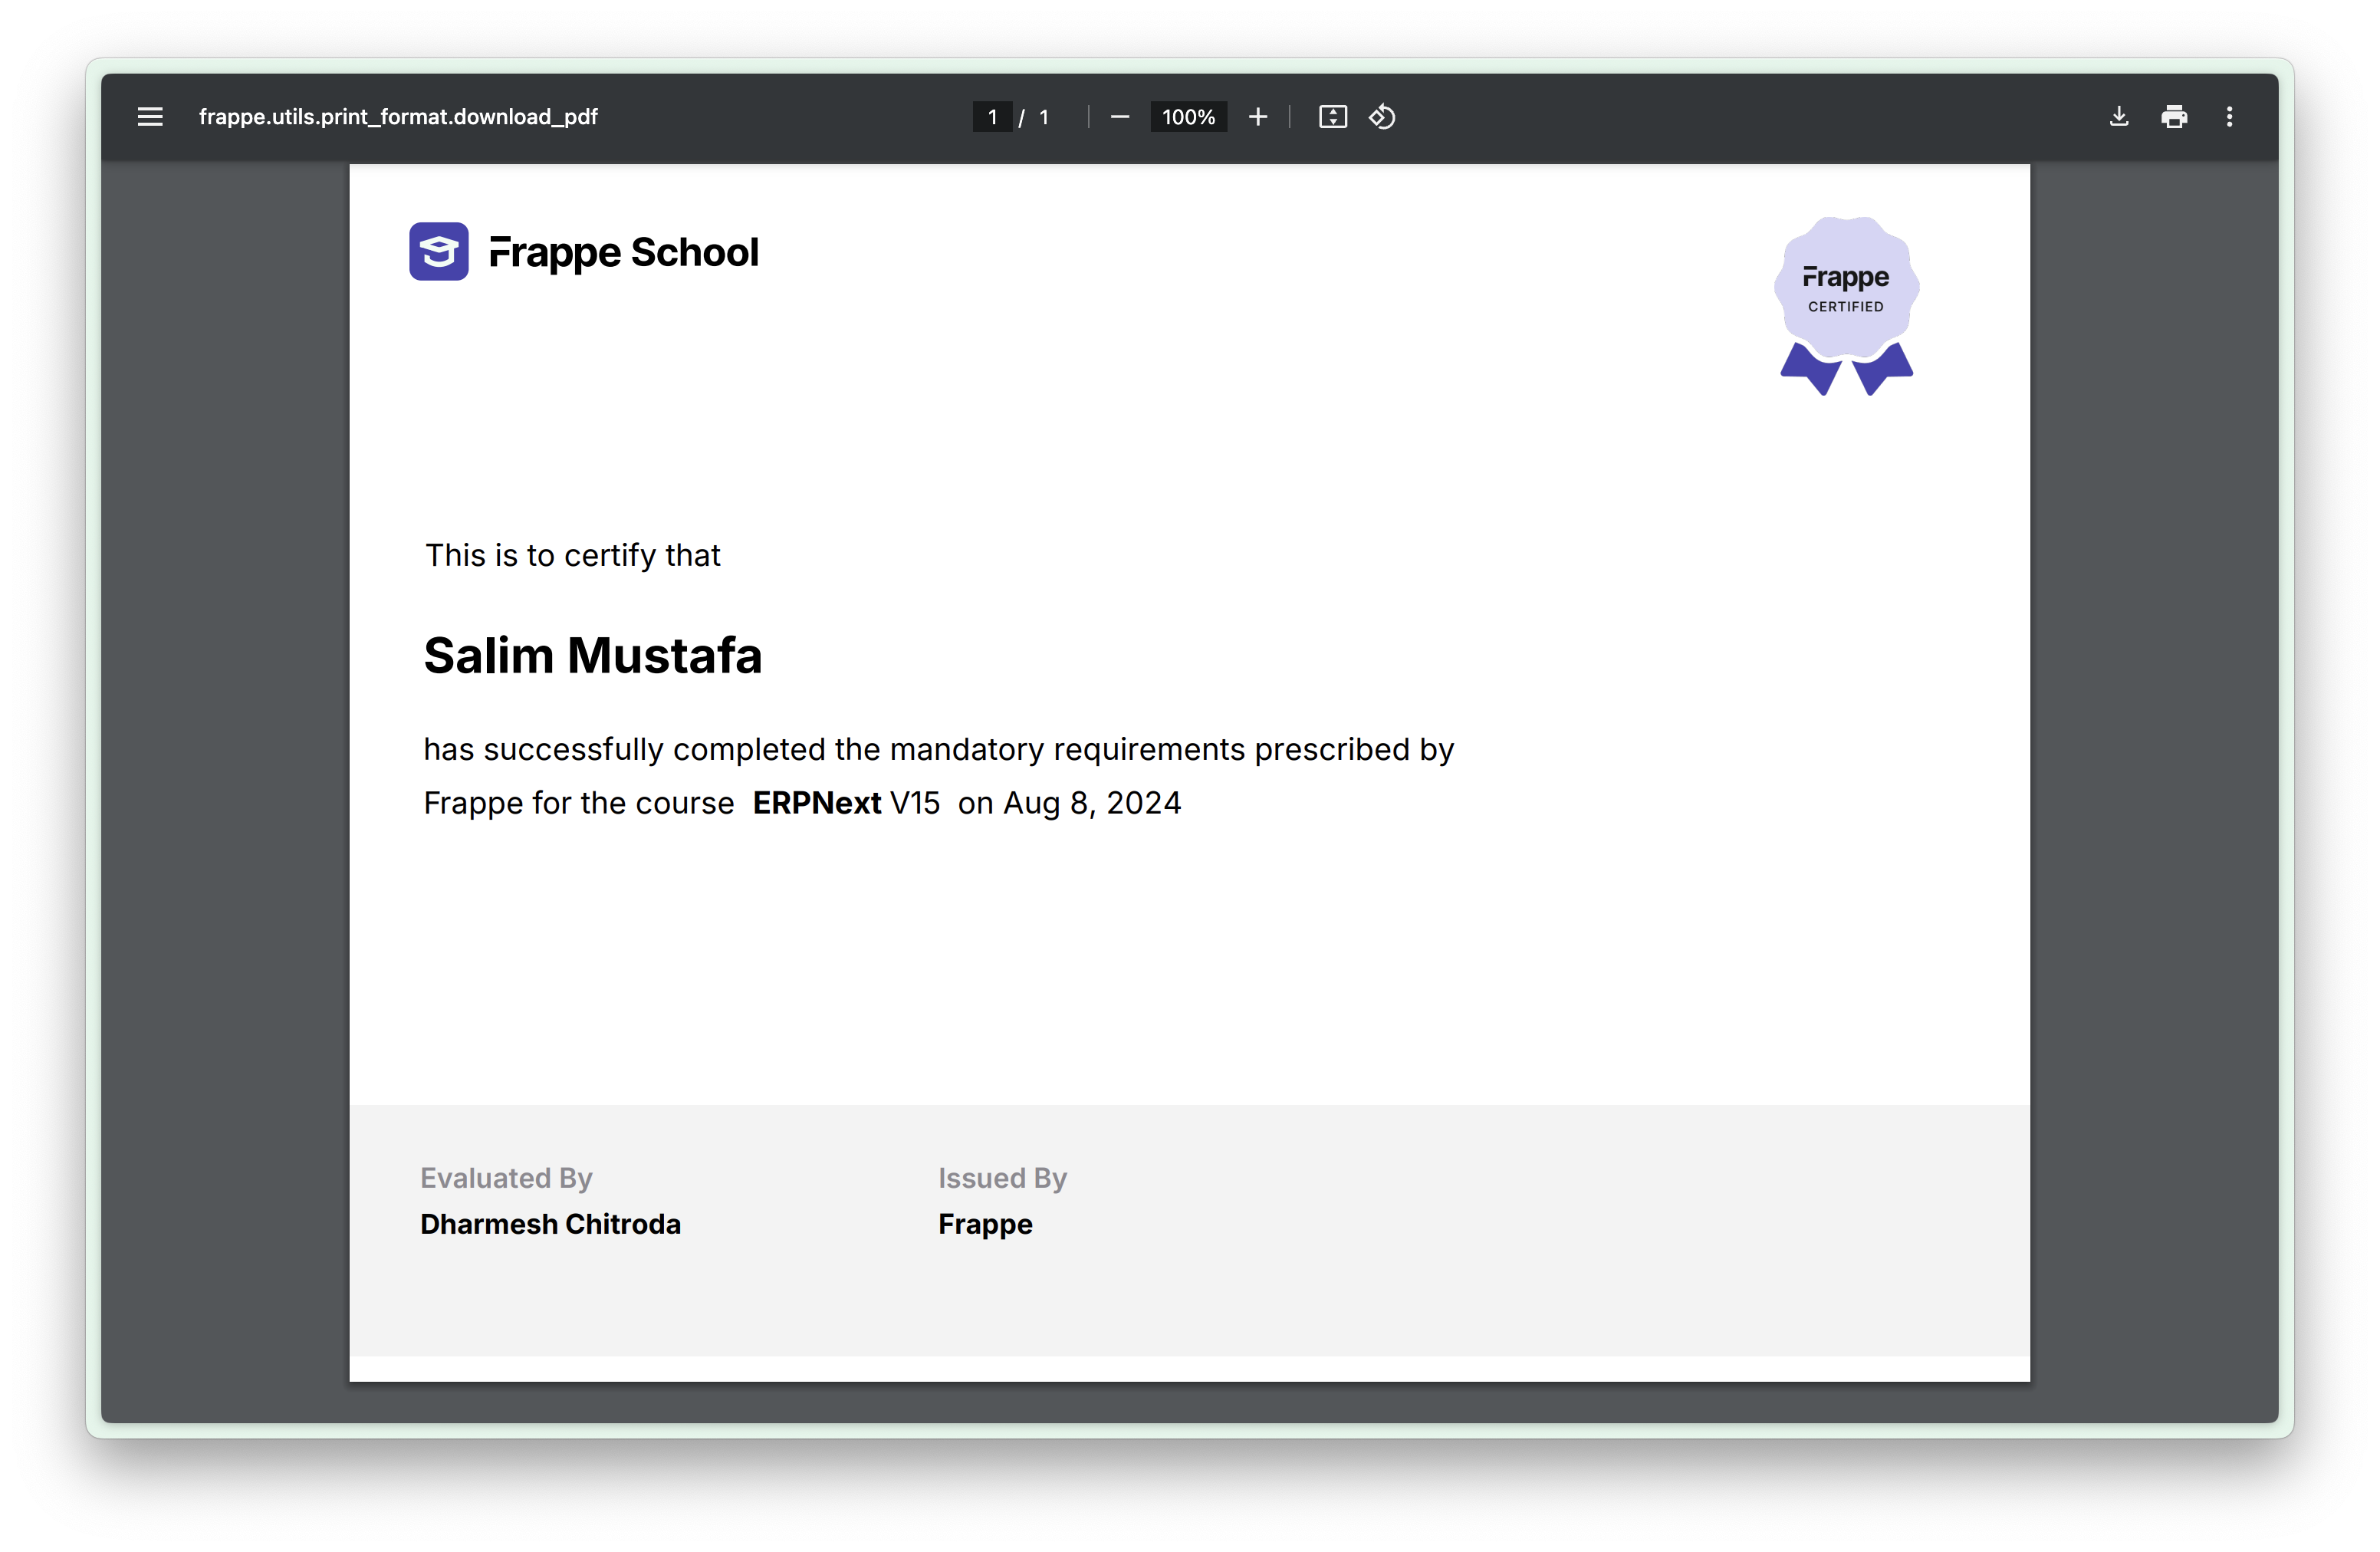 frappe.utils.print_format.download_pdf
1 / 1
100%
Frappe School
Frappe
CERTIFIED
This is to certify that
Salim Mustafa
has successfully completed the mandatory requirements prescribed by
Frappe for the course ERPNext V15 on Aug 8, 2024
Evaluated By
Dharmesh Chitroda
Issued By
Frappe